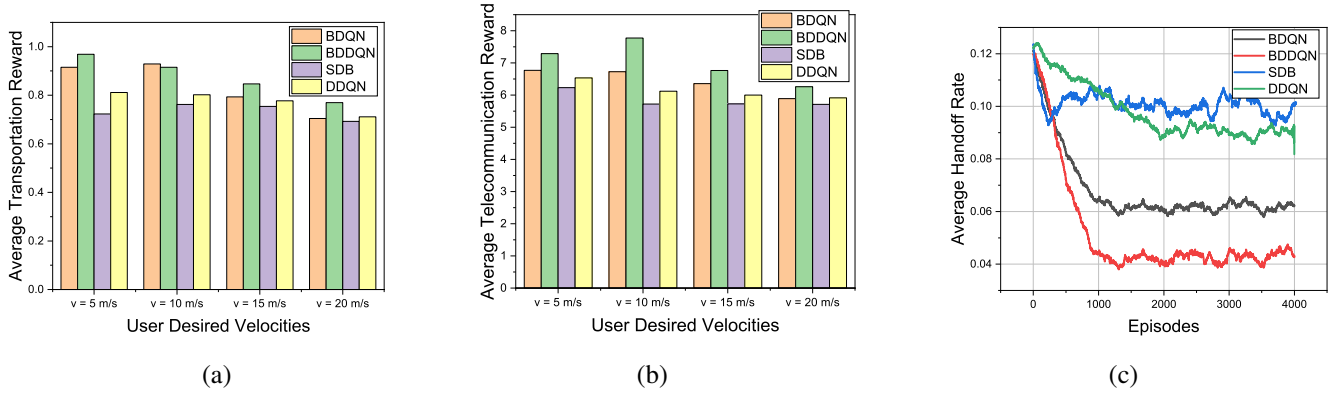 Average Transportation Reward
1.0
0.8
0.6
0.4
0.2
0.0
BDQN
BDDQN
SDB
DDQN
v = 5 m/s
v = 10 m/s
v = 15 m/s
v = 20 m/s
User Desired Velocities
(a)
Average Telecommunication Reward
8
7
6
5
4
3
2
1
0
BDQN
BDDQN
SDB
DDQN
v = 5 m/s
v = 10 m/s
v = 15 m/s
v = 20 m/s
User Desired Velocities
(b)
Average Handoff Rate
0.12
0.10
0.08
0.06
0.04
BDQN
BDDQN
SDB
DDQN
0
1000
2000
3000
4000
Episodes
(c)